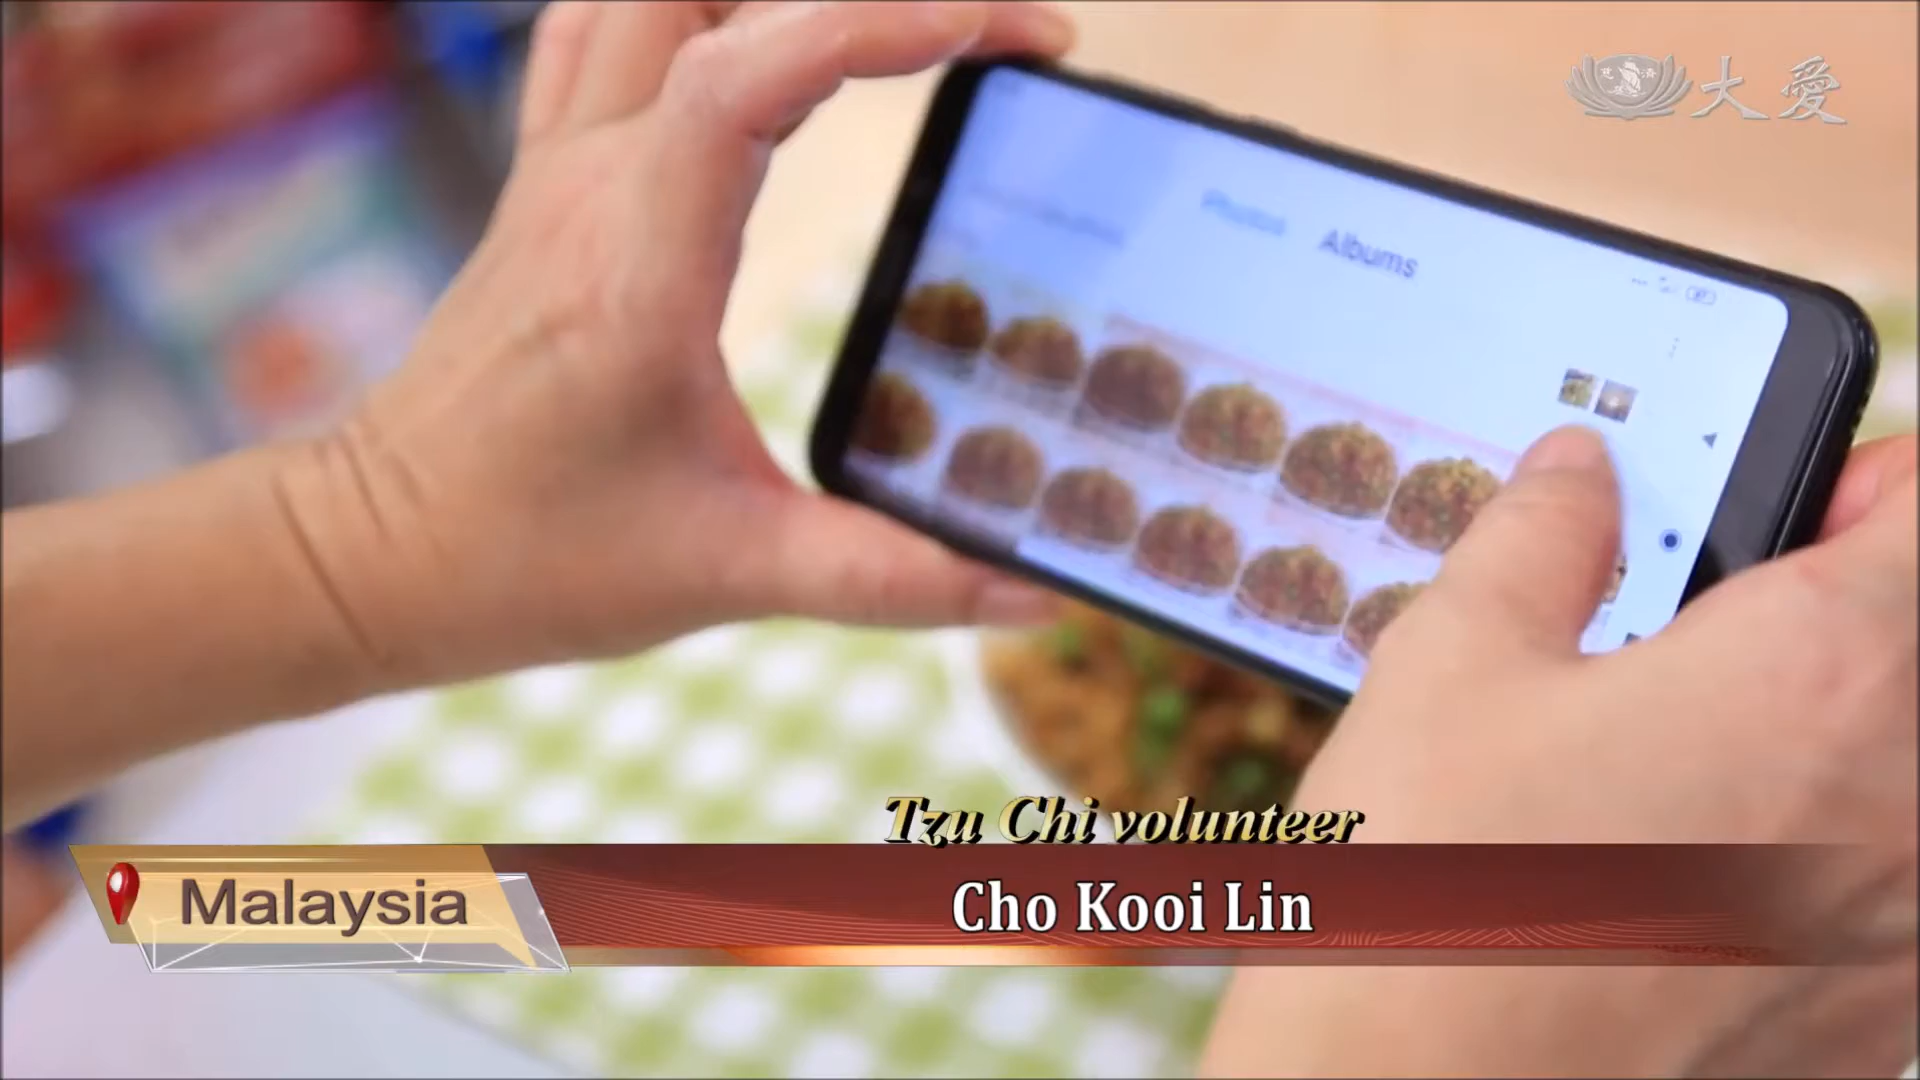 大愛
Photos
Albums
Tzu Chi volunteer
Malaysia
Cho Kooi Lin